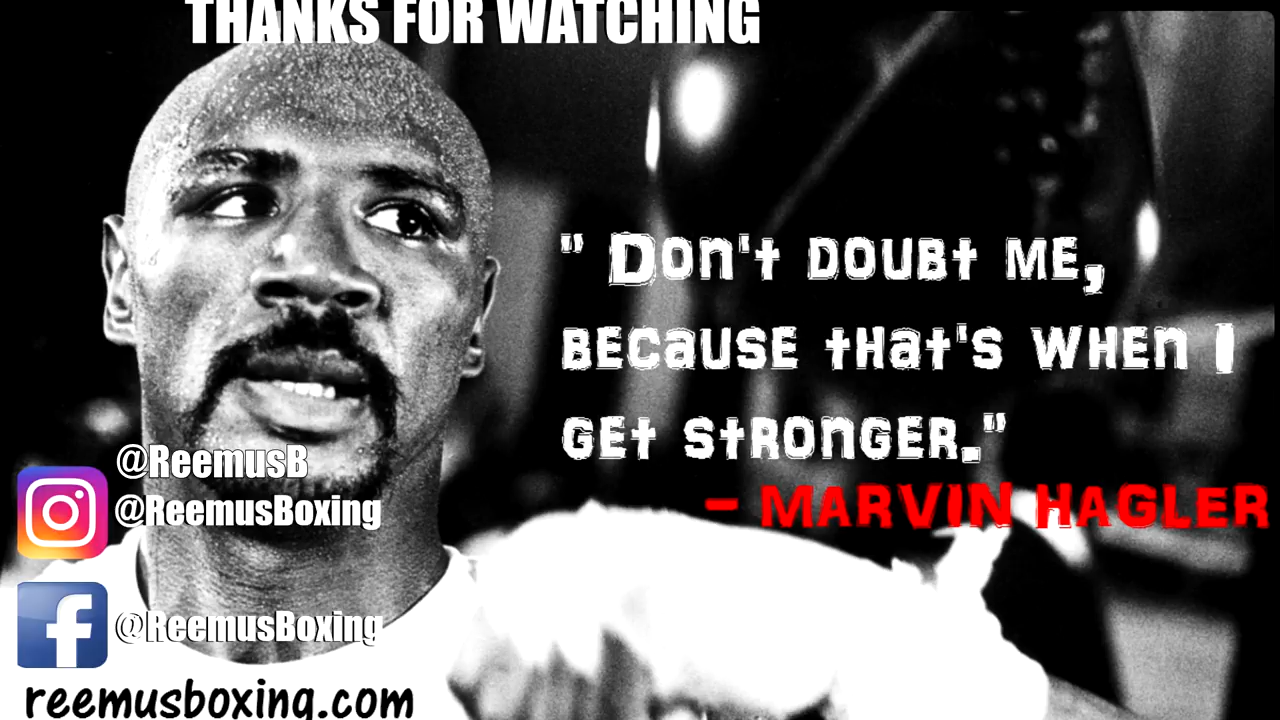 THANKS FOR WATCHING
" Don't doubt me,
because that's when I
get stronger."
- MARVIN HAGLER
@ReemusB
@ReemusBoxing
@ReemusBoxing
reemusboxing.com